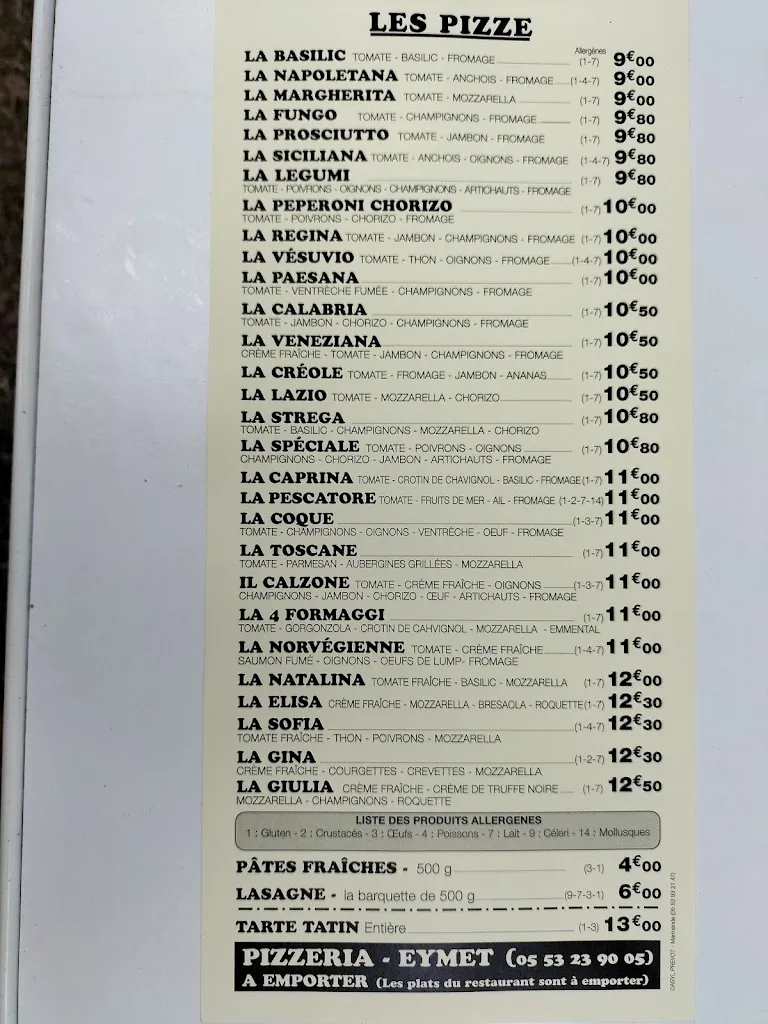 LES PIZZE
Allergènes
LA BASILIC TOMATE - BASILIC - FROMAGE (1-7) 9€00
LA NAPOLETANA TOMATE - ANCHOIS - FROMAGE (1-4-7) 9€00
LA MARGHERITA TOMATE - MOZZARELLA (1-7) 9€00
LA FUNGO TOMATE - CHAMPIGNONS - FROMAGE (1-7) 9€80
LA PROSCIUTTO TOMATE - JAMBON - FROMAGE (1-7) 9€80
LA SICILIANA TOMATE - ANCHOIS - OIGNONS - FROMAGE (1-4-7) 9€80
LA LEGUMI (1-7) 9€80
TOMATE - POIVRONS - OIGNONS - CHAMPIGNONS - ARTICHAUTS - FROMAGE
LA PEPERONI CHORIZO (1-7) 10€00
TOMATE - POIVRONS - CHORIZO - FROMAGE
LA REGINA TOMATE - JAMBON - CHAMPIGNONS - FROMAGE (1-7) 10€00
LA VÉSUVIO TOMATE - THON - OIGNONS - FROMAGE (1-4-7) 10€00
LA PAESANA (1-7) 10€00
TOMATE - VENTRÈCHE FUMÉE - CHAMPIGNONS - FROMAGE
LA CALABRIA (1-7) 10€50
TOMATE - JAMBON - CHORIZO - CHAMPIGNONS - FROMAGE
LA VENEZIANA (1-7) 10€50
CRÈME FRAÎCHE - TOMATE - JAMBON - CHAMPIGNONS - FROMAGE
LA CRÉOLE TOMATE - FROMAGE - JAMBON - ANANAS (1-7) 10€50
LA LAZIO TOMATE - MOZZARELLA - CHORIZO (1-7) 10€50
LA STREGA (1-7) 10€80
TOMATE - BASILIC - CHAMPIGNONS - MOZZARELLA - CHORIZO
LA SPÉCIALE TOMATE - POIVRONS - OIGNONS (1-7) 10€80
CHAMPIGNONS - CHORIZO - JAMBON - ARTICHAUTS - FROMAGE
LA CAPRINA TOMATE - CROTIN DE CHAVIGNOL - BASILIC - FROMAGE (1-7) 11€00
LA PESCATORE TOMATE - FRUITS DE MER - AIL - FROMAGE (1-2-7-14) 11€00
LA COQUE (1-3-7) 11€00
TOMATE - CHAMPIGNONS - OIGNONS - VENTRÈCHE - OEUF - FROMAGE
LA TOSCANE (1-7) 11€00
TOMATE - PARMESAN - AUBERGINES GRILLÉES - MOZZARELLA
IL CALZONE TOMATE - CRÈME FRAÎCHE - OIGNONS (1-3-7) 11€00
CHAMPIGNONS - JAMBON - CHORIZO - ŒUF - ARTICHAUTS - FROMAGE
LA 4 FORMAGGI (1-7) 11€00
TOMATE - GORGONZOLA - CROTIN DE CAHVIGNOL - MOZZARELLA - EMMENTAL
LA NORVÉGIENNE TOMATE - CRÈME FRAÎCHE (1-4-7) 11€00
SAUMON FUMÉ - OIGNONS - OEUFS DE LUMP- FROMAGE
LA NATALINA TOMATE FRAÎCHE - BASILIC - MOZZARELLA (1-7) 12€00
LA ELISA CRÈME FRAÎCHE - MOZZARELLA - BRESAOLA - ROQUETTE (1-7) 12€30
LA SOFIA (1-4-7) 12€30
TOMATE FRAÎCHE - THON - POIVRONS - MOZZARELLA
LA GINA (1-2-7) 12€30
CRÈME FRAÎCHE - COURGETTES - CREVETTES - MOZZARELLA
LA GIULIA CRÈME FRAÎCHE - CRÈME DE TRUFFE NOIRE (1-7) 12€50
MOZZARELLA - CHAMPIGNONS - ROQUETTE
LISTE DES PRODUITS ALLERGENES
1 : Gluten - 2 : Crustacés - 3 : Œufs - 4 : Poissons - 7 : Lait - 9 : Céleri - 14 : Mollusques
PÂTES FRAÎCHES - 500 g (3-1) 4€00
LASAGNE - la barquette de 500 g (9-7-3-1) 6€00
TARTE TATIN Entière (1-3) 13€00
PIZZERIA - EYMET (05 53 23 90 05)
A EMPORTER (Les plats du restaurant sont à emporter)
PREVOT - Marmande (05 53 93 21 47)